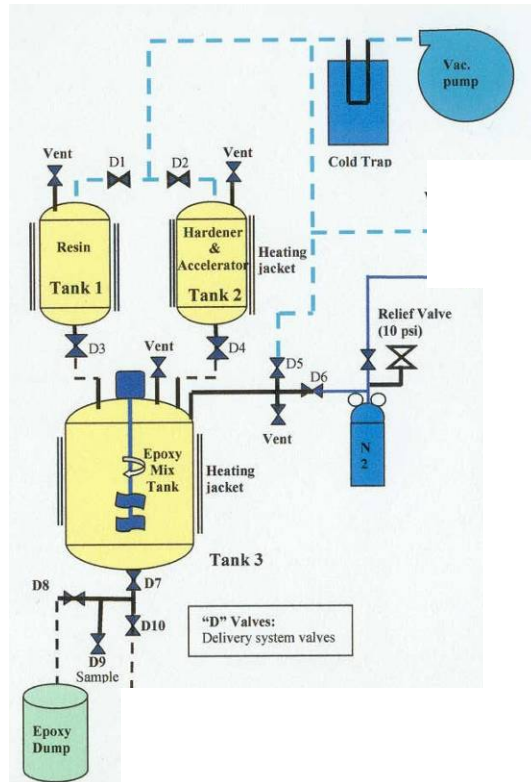 Vac.
pump
Cold Trap
Vent
D1
D2
Vent
Resin
Tank 1
Hardener
&
Accelerator
Tank 2
Heating
jacket
Relief Valve
(10 psi)
D3
D4
Vent
D5
D6
Vent
N
2
Epoxy
Mix
Tank
Heating
jacket
Tank 3
D7
D8
D10
D9
Sample
"D" Valves:
Delivery system valves
Epoxy
Dump